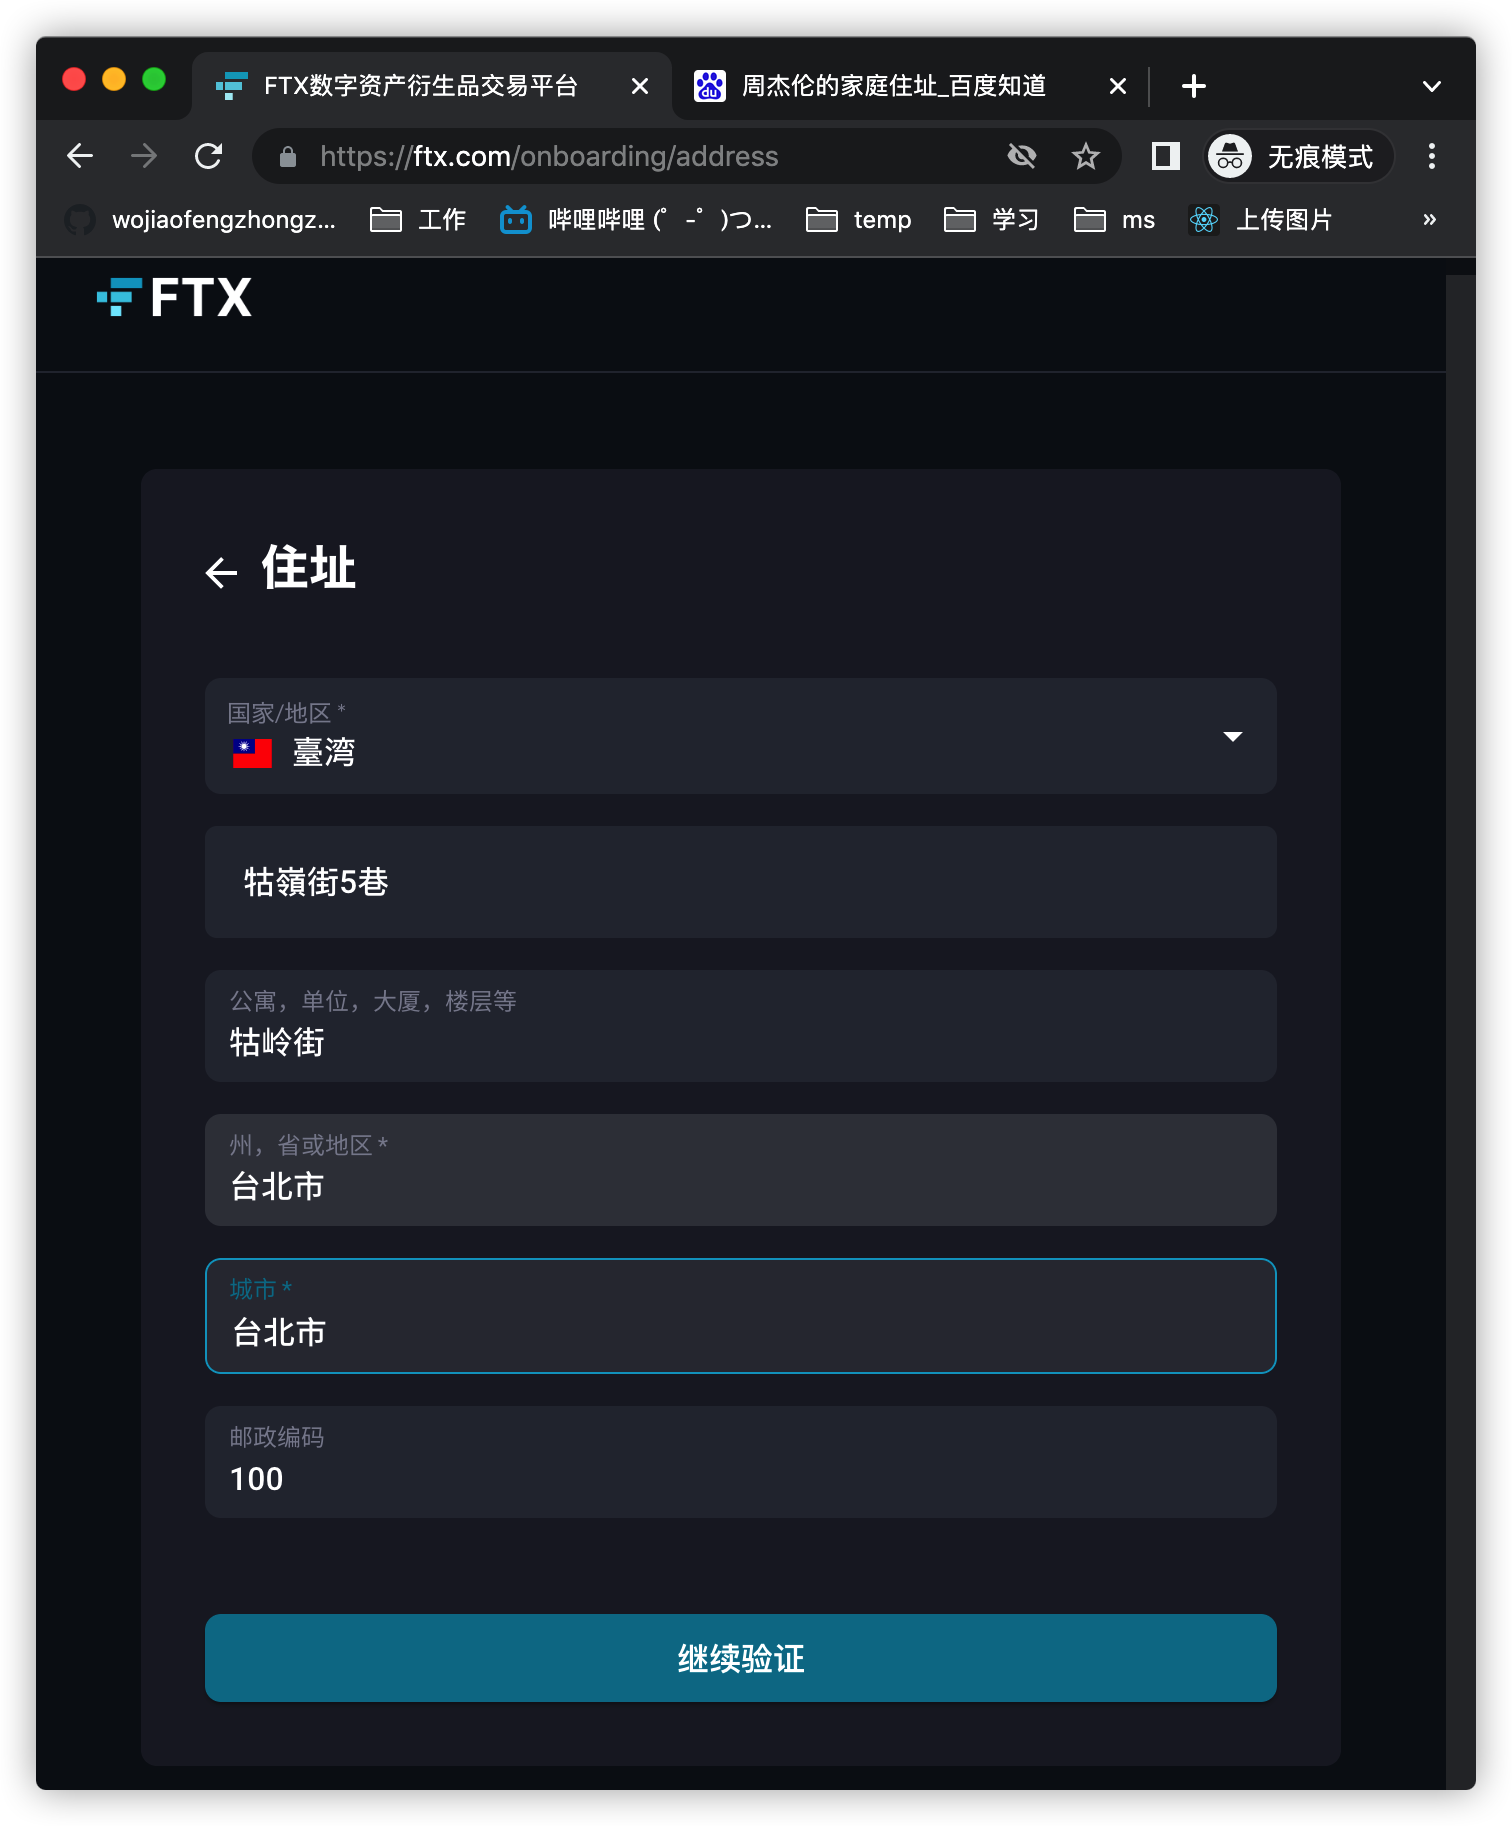 FTX数字资产衍生品交易平台
周杰伦的家庭住址_百度知道
https://ftx.com/onboarding/address
无痕模式
wojiaofengzhongz...
工作
哔哩哔哩 (゜-゜)つ...
temp
学习
ms
上传图片
»
FTX
住址
国家/地区 *
臺湾
牯嶺街5巷
公寓，单位，大厦，楼层等
牯岭街
州，省或地区 *
台北市
城市 *
台北市
邮政编码
100
继续验证